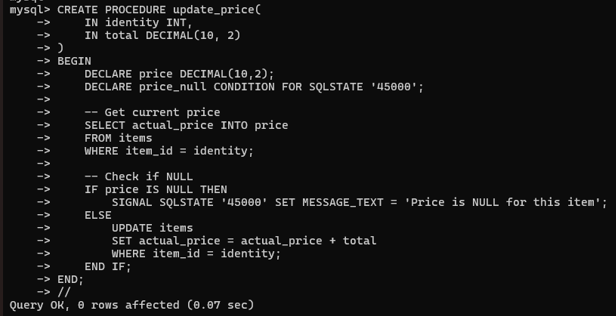 mysql> CREATE PROCEDURE update_price(
    ->     IN identity INT,
    ->     IN total DECIMAL(10, 2)
    -> )
    -> BEGIN
    ->     DECLARE price DECIMAL(10,2);
    ->     DECLARE price_null CONDITION FOR SQLSTATE '45000';
    ->
    ->     -- Get current price
    ->     SELECT actual_price INTO price
    ->     FROM items
    ->     WHERE item_id = identity;
    ->
    ->     -- Check if NULL
    ->     IF price IS NULL THEN
    ->         SIGNAL SQLSTATE '45000' SET MESSAGE_TEXT = 'Price is NULL for this item';
    ->     ELSE
    ->         UPDATE items
    ->         SET actual_price = actual_price + total
    ->         WHERE item_id = identity;
    ->     END IF;
    -> END;
    -> //
Query OK, 0 rows affected (0.07 sec)